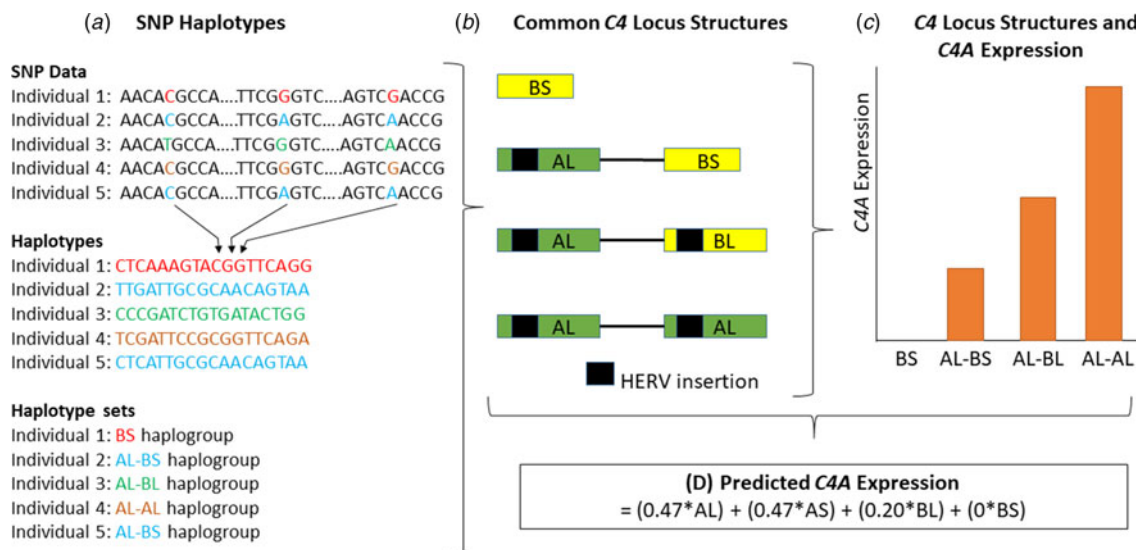 (a) SNP Haplotypes
SNP Data
Individual 1: AACACGCCA....TTCGGGTC....AGTCGACCG
Individual 2: AACACGCCA....TTCGAGTC....AGTCAACCG
Individual 3: AACATGCCA....TTCGGGTC....AGTCAACCG
Individual 4: AACACGCCA....TTCGGGTC....AGTCGACCG
Individual 5: AACACGCCA....TTCGAGTC....AGTCAACCG
Haplotypes
Individual 1: CTCAAAGTACGGTTCAGG
Individual 2: TTGATTGCGCAACAGTAA
Individual 3: CCCGATCTGTGATACTGG
Individual 4: TCGATTCCGCGGTTCAGA
Individual 5: CTCATTGCGCAACAGTAA
Haplotype sets
Individual 1: BS haplogroup
Individual 2: AL-BS haplogroup
Individual 3: AL-BL haplogroup
Individual 4: AL-AL haplogroup
Individual 5: AL-BS haplogroup
(b) Common C4 Locus Structures
BS
AL BS
AL BL
AL AL
HERV insertion
(c) C4 Locus Structures and
C4A Expression
C4A Expression
BS AL-BS AL-BL AL-AL
(D) Predicted C4A Expression
= (0.47*AL) + (0.47*AS) + (0.20*BL) + (0*BS)